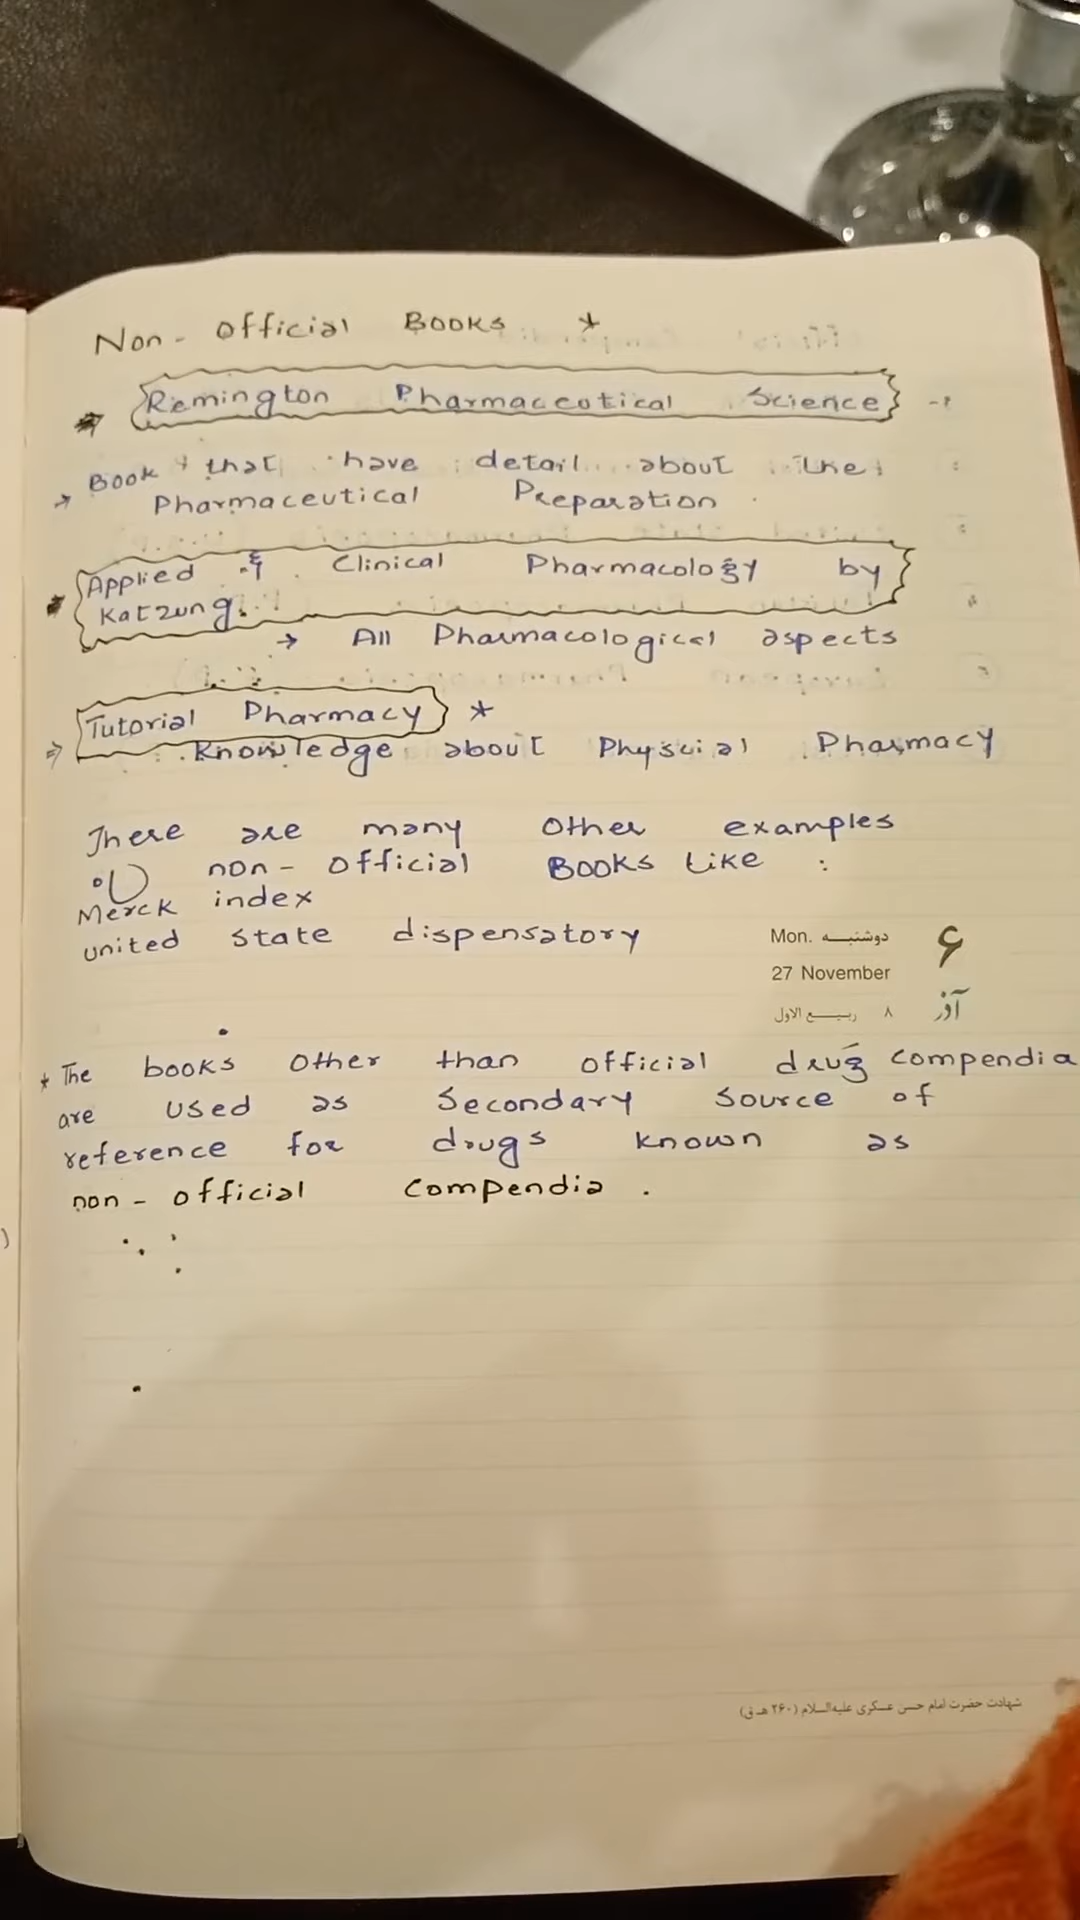 Non - Official Books *
Remington Pharmaceutical Science
→ Book that have detail about the
Pharmaceutical Preparation
Applied & Clinical Pharmacology by
Katzung.
→ All Pharmacological aspects
Tutorial Pharmacy *
⇒ Knowledge about Physcial Pharmacy
There are many other examples
of non - official Books Like :
Merck index
united state dispensatory
Mon. دوشنبه ۶
27 November
۸ ربیع الاول آذر
* The books other than official drug compendia
are used as Secondary source of
reference for drugs known as
non - official compendia .
شهادت حضرت امام حسن عسکری علیه‌السلام (۲۶۰ هـ ق)